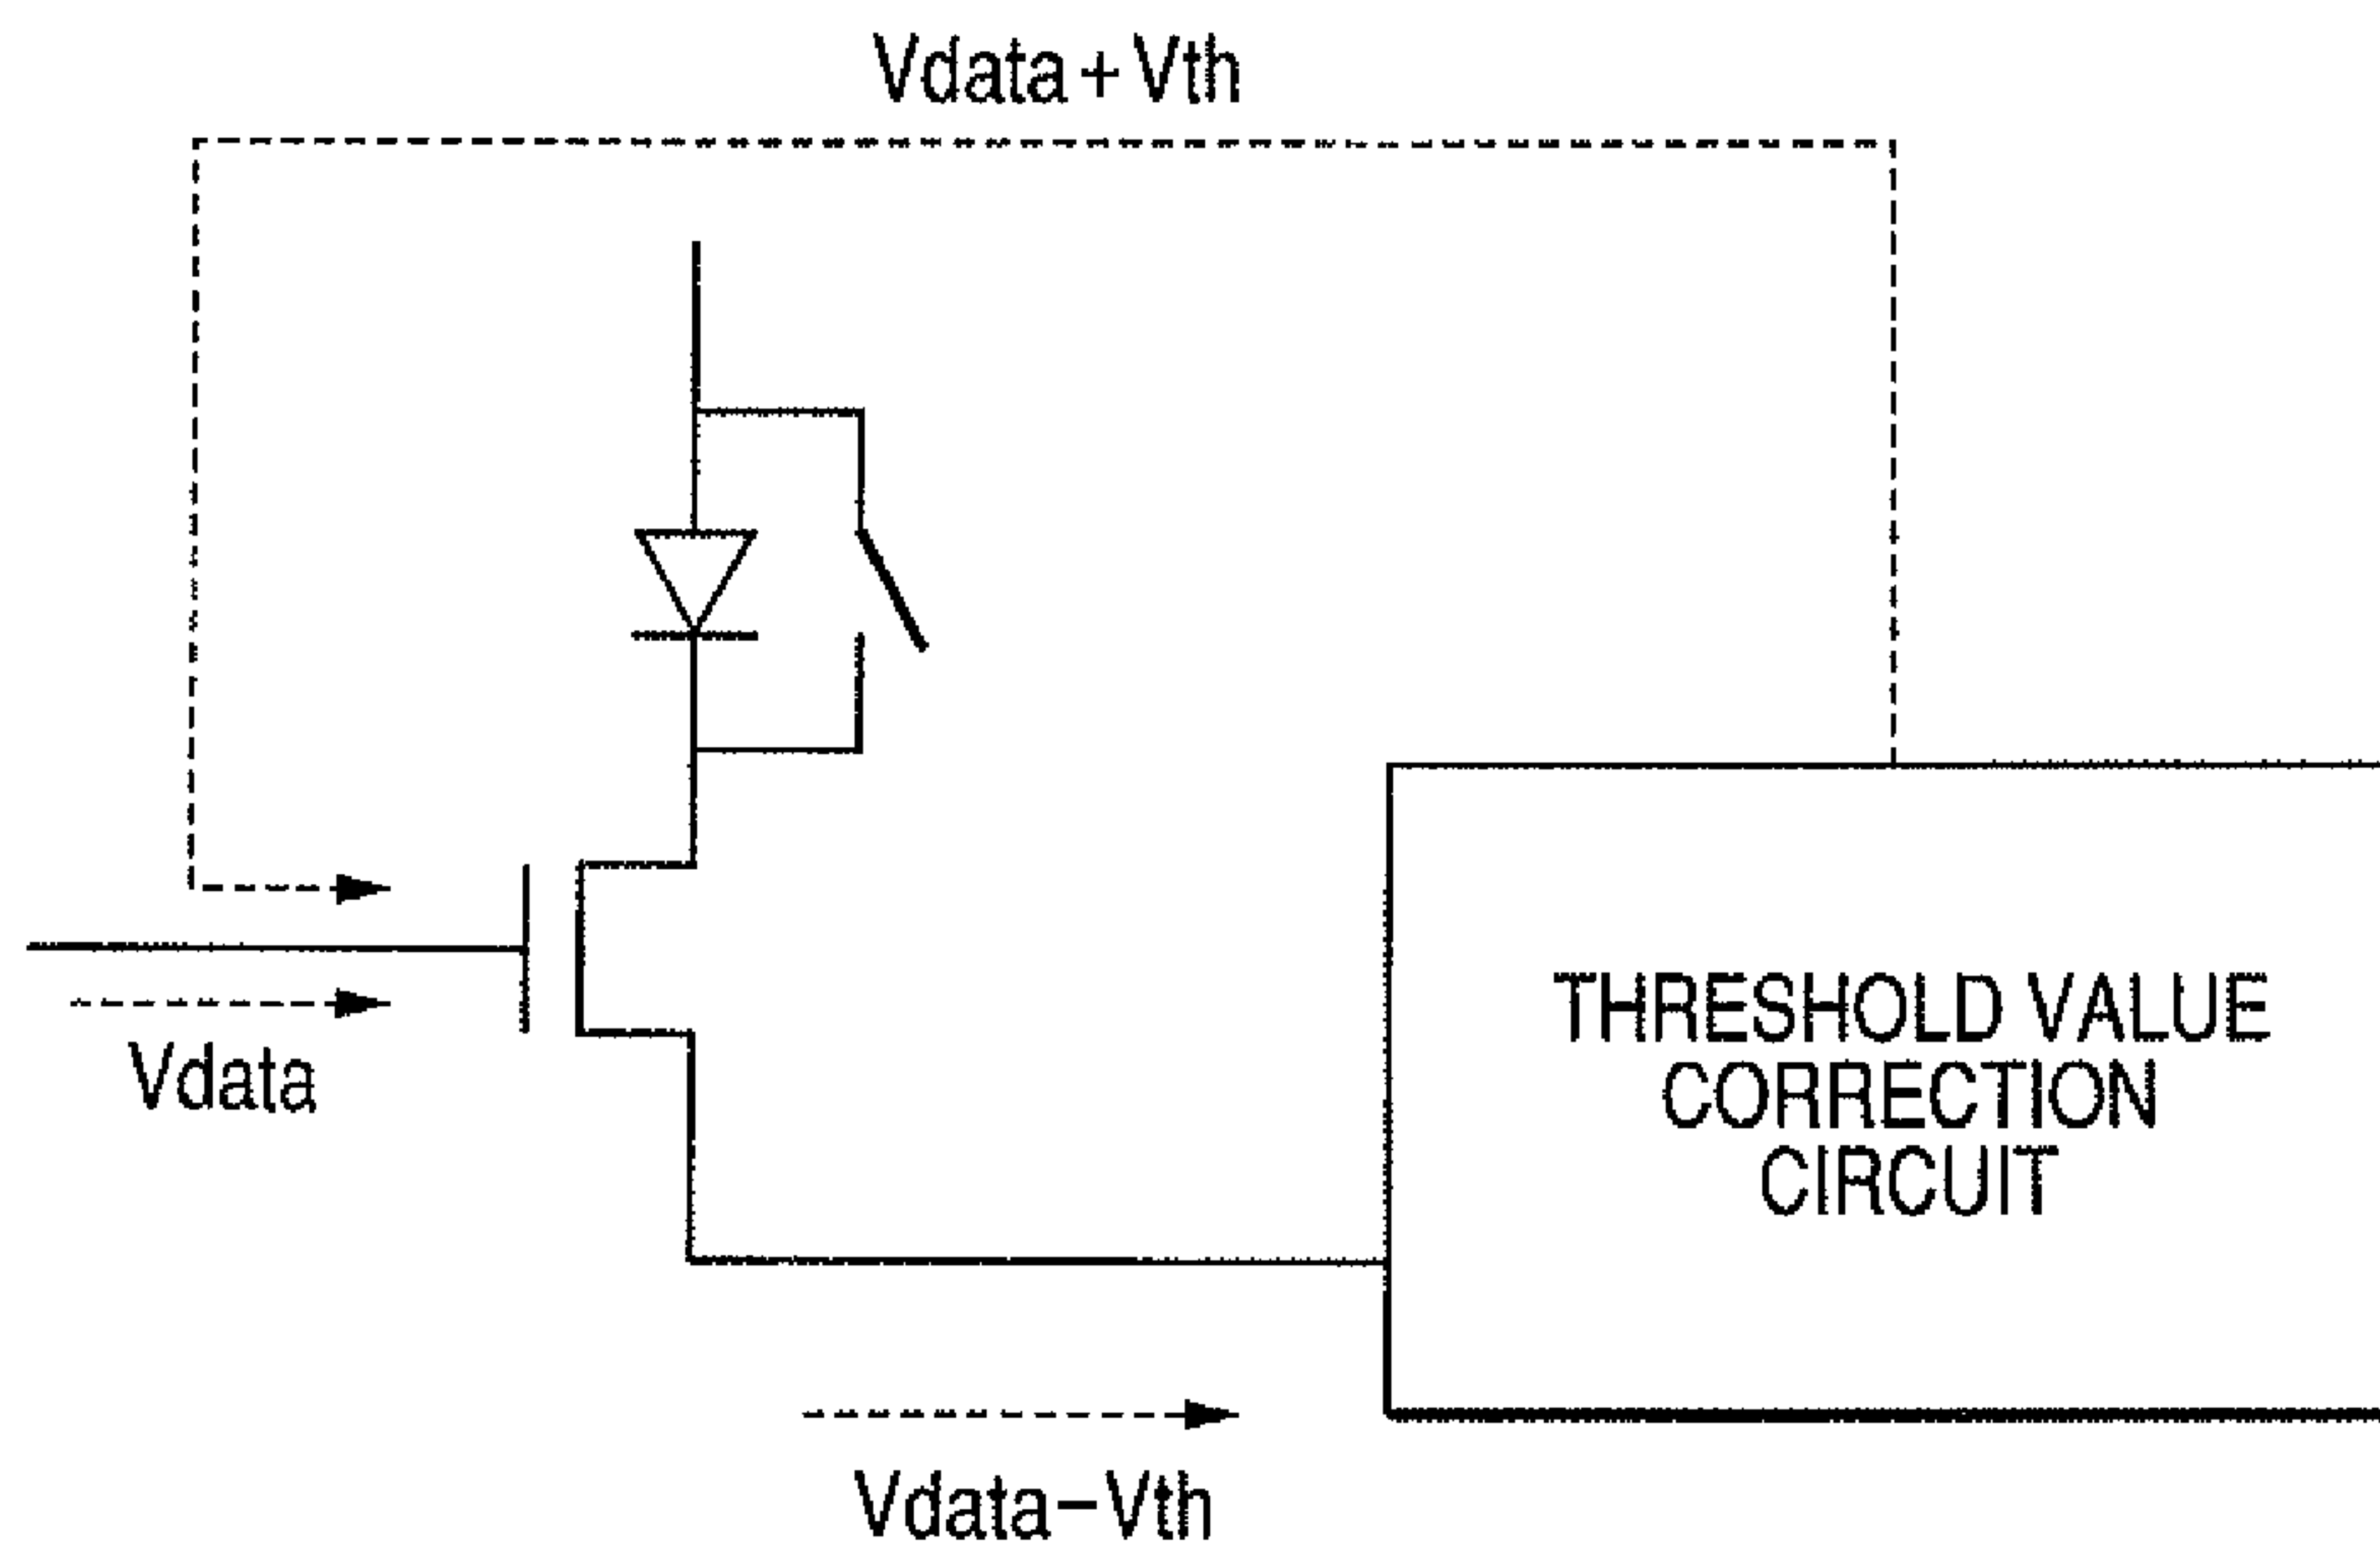 Vdata+Vth
Vdata
THRESHOLD VALUE
CORRECTION
CIRCUIT
Vdata−Vth